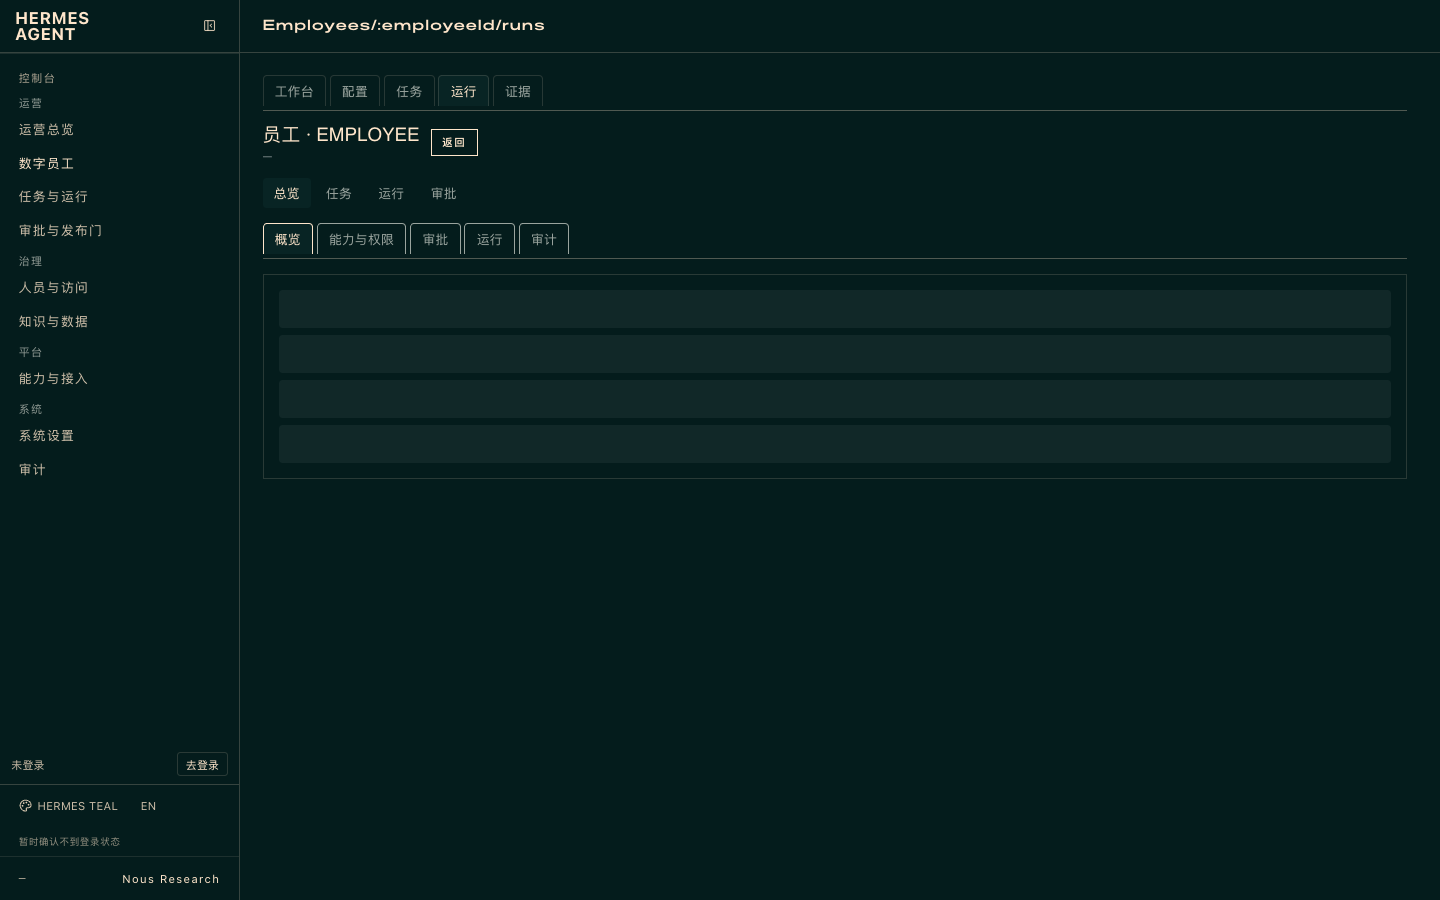 HERMES
AGENT
控制台
运营
运营总览
数字员工
任务与运行
审批与发布门
治理
人员与访问
知识与数据
平台
能力与接入
系统
系统设置
审计
未登录 去登录
HERMES TEAL EN
暂时确认不到登录状态
— Nous Research
Employees/:employeeId/runs
工作台 配置 任务 运行 证据
员工 · EMPLOYEE 返回
—
总览 任务 运行 审批
概览 能力与权限 审批 运行 审计